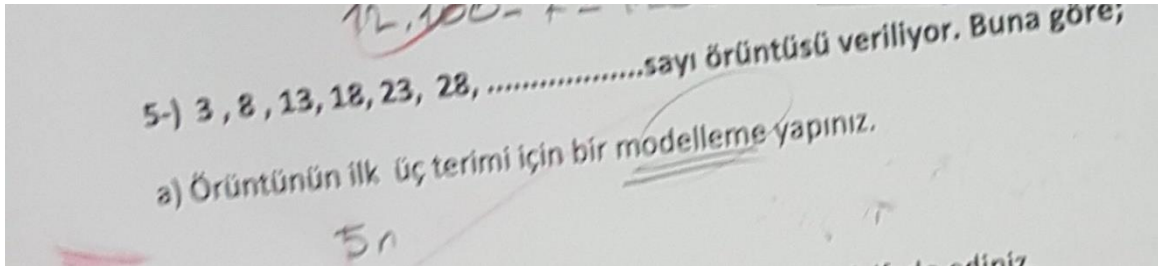 5-) 3 , 8 , 13, 18, 23, 28, ..................sayı örüntüsü veriliyor. Buna göre;
a) Örüntünün ilk üç terimi için bir modelleme yapınız.
5n